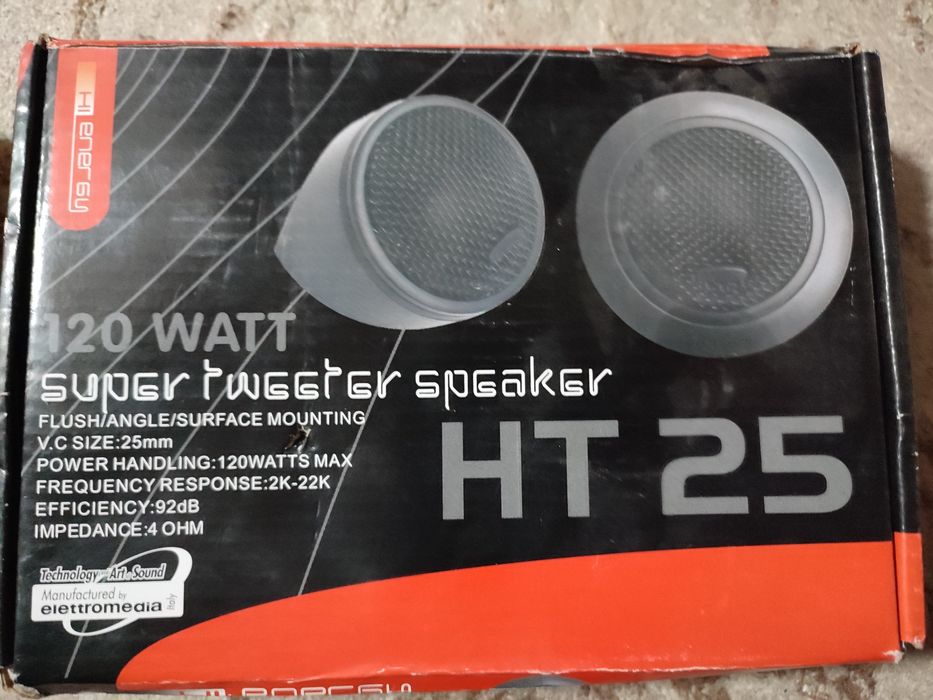 HI energy
120 WATT
super tweeter speaker
FLUSH/ANGLE/SURFACE MOUNTING
V.C SIZE:25mm
POWER HANDLING:120WATTS MAX
FREQUENCY RESPONSE:2K-22K
EFFICIENCY:92dB
IMPEDANCE:4 OHM
HT 25
Technology Art Sound
Manufactured by
elettromedia Italy